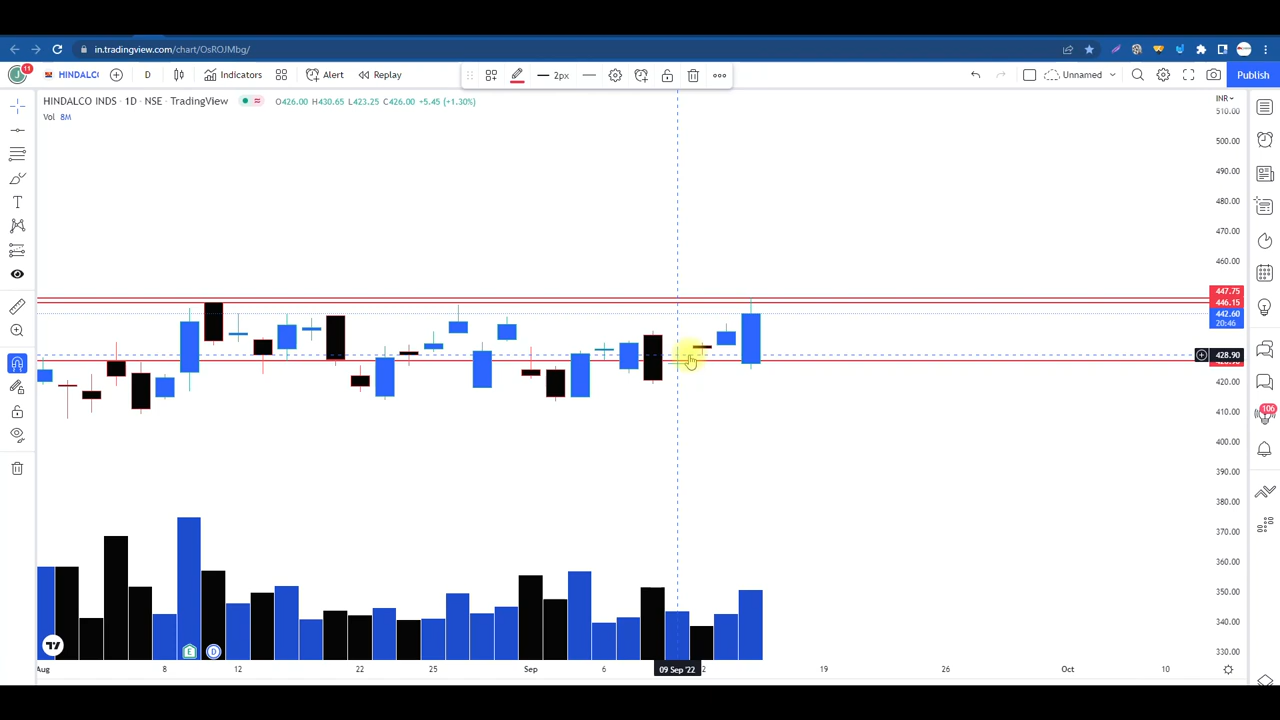 in.tradingview.com/chart/OsROJMbg/
J 11 HINDALCO D Indicators Alert Replay 2px Unnamed Publish
HINDALCO INDS · 1D · NSE · TradingView O426.00 H430.65 L423.25 C426.00 +5.45 (+1.30%)
Vol 8M
INR
510.00
500.00
490.00
480.00
470.00
460.00
447.75
446.15
442.60
20:46
428.90
420.00
410.00
400.00
390.00
380.00
370.00
360.00
350.00
340.00
330.00
T
106
E D
Aug 8 12 22 25 Sep 6 09 Sep '22 2 19 26 Oct 10